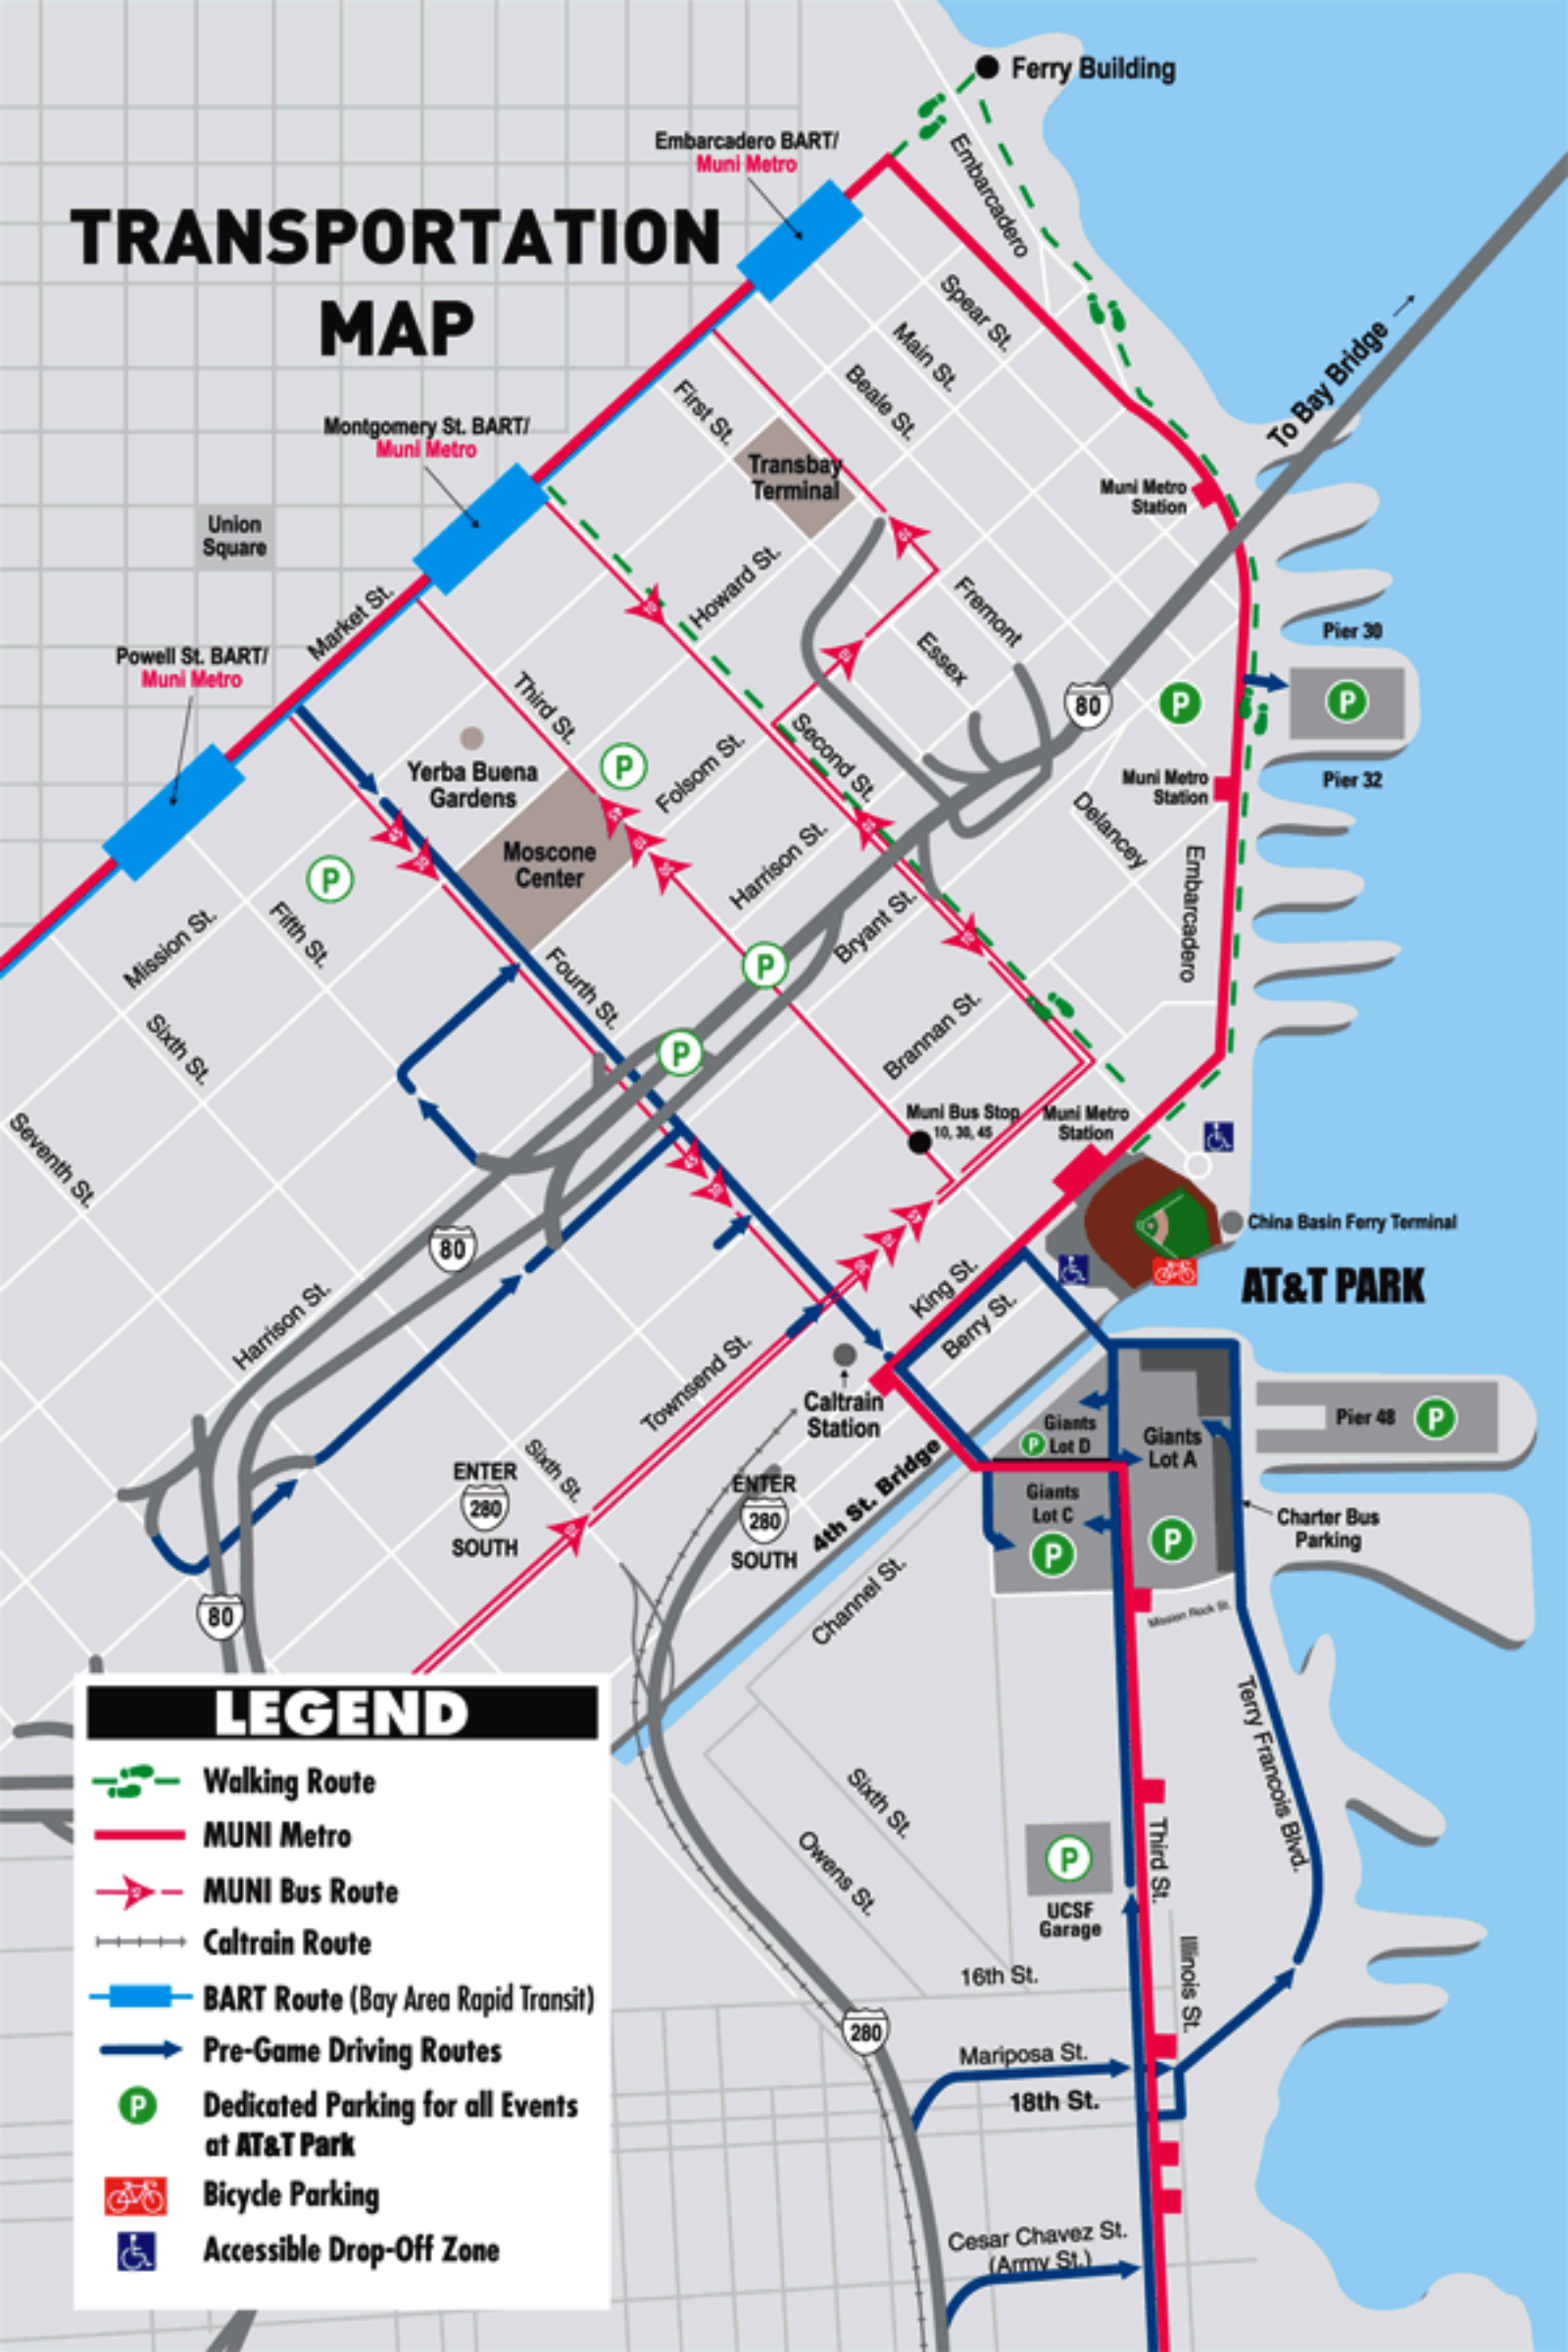 Ferry Building
Embarcadero BART/
Muni Metro
Embarcadero
TRANSPORTATION
MAP
Spear St.
Main St.
Beale St.
To Bay Bridge
First St.
Montgomery St. BART/
Muni Metro
Transbay
Terminal
Muni Metro
Station
Union
Square
Howard St.
Fremont
Essex
Market St.
Pier 30
Powell St. BART/
Muni Metro
Third St.
80
P
P
Second St.
Yerba Buena
Gardens
P
Folsom St.
Muni Metro
Station
Pier 32
Delancey
Moscone
Center
P
Harrison St.
Embarcadero
Mission St.
Fifth St.
Bryant St.
Fourth St.
P
Sixth St.
Brannan St.
P
Seventh St.
Muni Bus Stop
10, 30, 45
Muni Metro
Station
80
China Basin Ferry Terminal
AT&T PARK
King St.
Berry St.
Harrison St.
Townsend St.
Caltrain
Station
Giants
P Lot D
Giants
Lot A
Pier 48 P
Sixth St.
ENTER
280
SOUTH
ENTER
280
SOUTH
4th St. Bridge
Giants
Lot C
P
P
Charter Bus
Parking
Channel St.
80
Mission Rock St.
Terry Francois Blvd.
Sixth St.
Owens St.
Third St.
P
UCSF
Garage
Illinois St.
16th St.
280
Mariposa St.
18th St.
Cesar Chavez St.
(Army St.)
LEGEND
Walking Route
MUNI Metro
MUNI Bus Route
Caltrain Route
BART Route (Bay Area Rapid Transit)
Pre-Game Driving Routes
P Dedicated Parking for all Events
at AT&T Park
Bicycle Parking
Accessible Drop-Off Zone